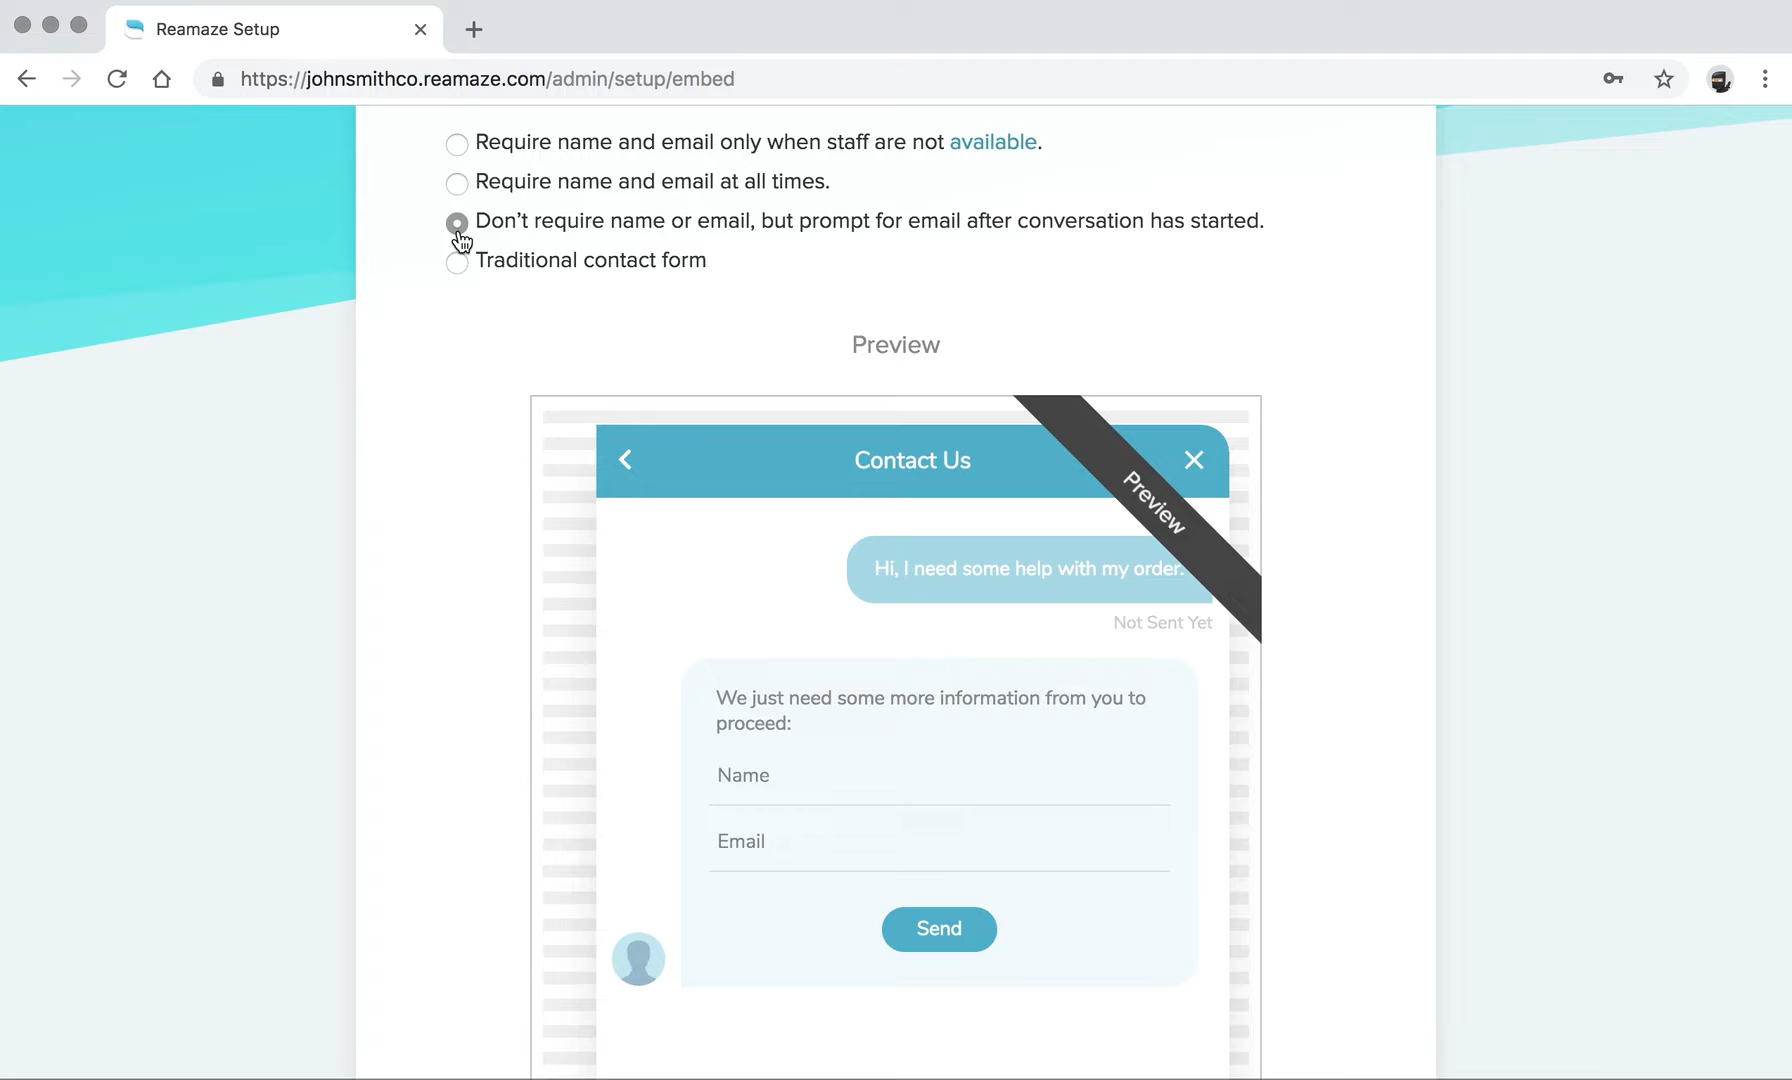 Reamaze Setup
https://johnsmithco.reamaze.com/admin/setup/embed
Require name and email only when staff are not available.
Require name and email at all times.
Don’t require name or email, but prompt for email after conversation has started.
Traditional contact form
Preview
Contact Us
Preview
Hi, I need some help with my order.
Not Sent Yet
We just need some more information from you to
proceed:
Name
Email
Send